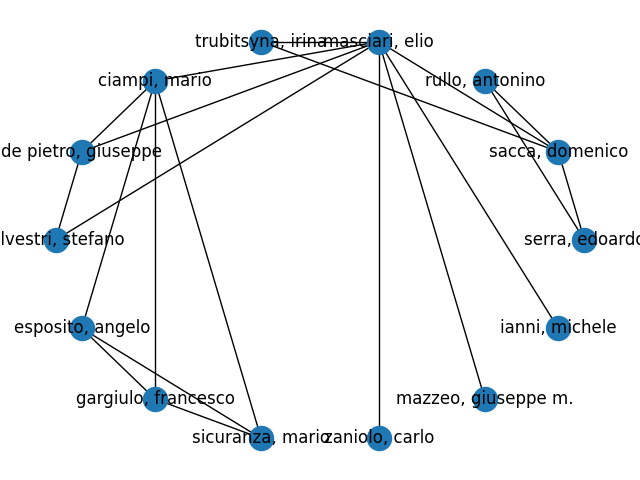 trubitsyna, irina
masciari, elio
ciampi, mario
rullo, antonino
de pietro, giuseppe
sacca, domenico
lvestri, stefano
serra, edoardo
esposito, angelo
ianni, michele
gargiulo, francesco
mazzeo, giuseppe m.
sicuranza, mario
zaniolo, carlo